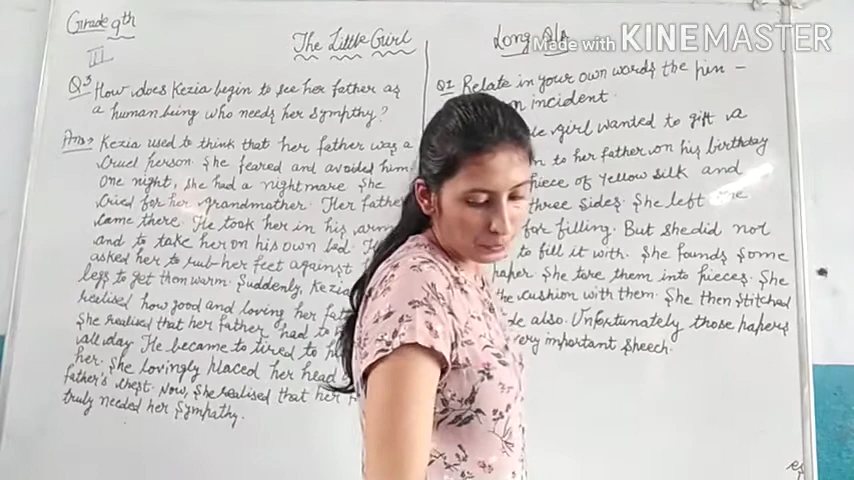 Grade 9th
III
The Little Girl
Q3 How does Kezia begin to see her father as
a human being who needs her sympthy?
Ans→ Kezia used to think that her father was a
Cruel person. She feared and avoided him.
One night, she had a nightmare She
Cried for her grandmother. Her father
Came there. He took her in his arm
and to take her on his own bed.
asked her to rub her feet against
legs to get them warm. Suddenly, Kezia
realised how good and loving her fat
She realised that her father had to
all day. He became to tired to
her. She lovingly placed her head
father's chest. Now, She realised that her
truly needed her Sympathy.
Long Q/A
Made with KINEMASTER
Q1 Relate in your own words the pin -
incident.
girl wanted to gift a
to her father on his birthday
piece of Yellow silk and
three sides. She left one
for filling. But she did not
to fill it with. She founds some
paper. She tore them into pieces. She
the cushion with them. She then stitched
also. Unfortunately those papers
very important speech.